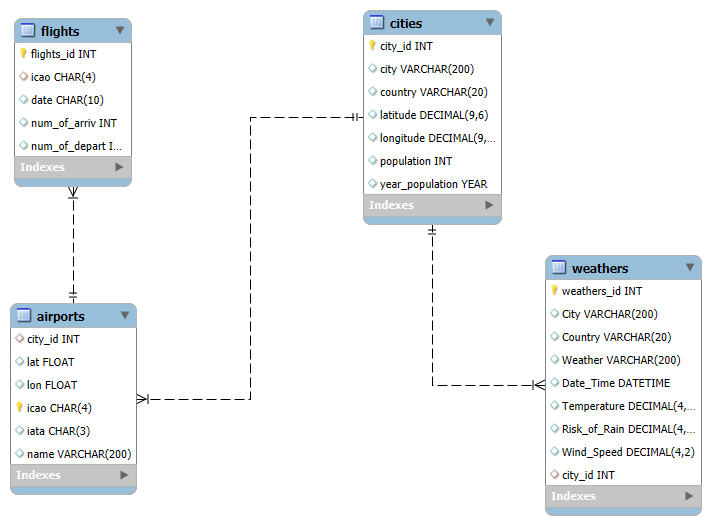 flights
flights_id INT
icao CHAR(4)
date CHAR(10)
num_of_arriv INT
num_of_depart I...
Indexes
cities
city_id INT
city VARCHAR(200)
country VARCHAR(20)
latitude DECIMAL(9,6)
longitude DECIMAL(9,...
population INT
year_population YEAR
Indexes
airports
city_id INT
lat FLOAT
lon FLOAT
icao CHAR(4)
iata CHAR(3)
name VARCHAR(200)
Indexes
weathers
weathers_id INT
City VARCHAR(200)
Country VARCHAR(20)
Weather VARCHAR(200)
Date_Time DATETIME
Temperature DECIMAL(4,...
Risk_of_Rain DECIMAL(4,...
Wind_Speed DECIMAL(4,2)
city_id INT
Indexes